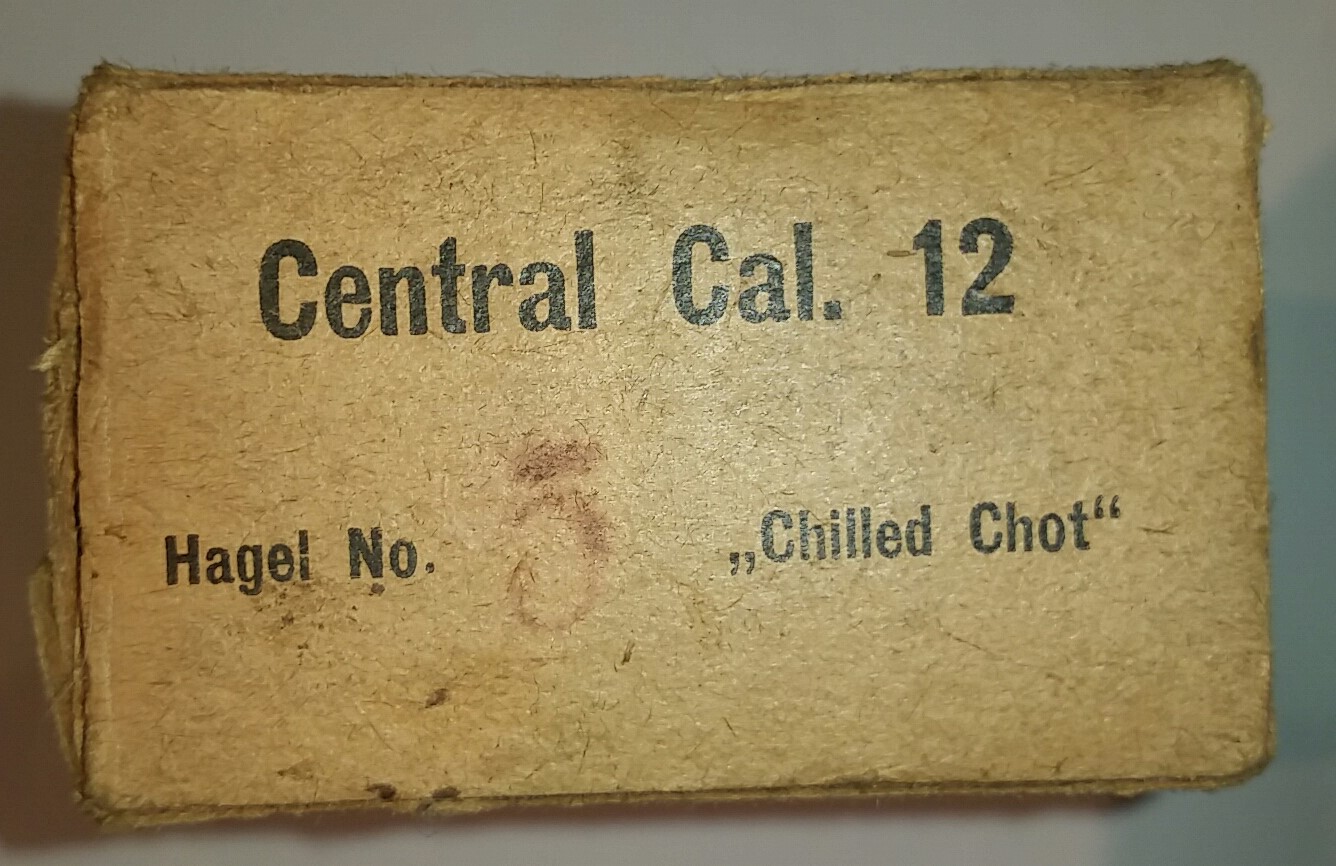 Central Cal. 12
Hagel No. 5 „Chilled Chot“